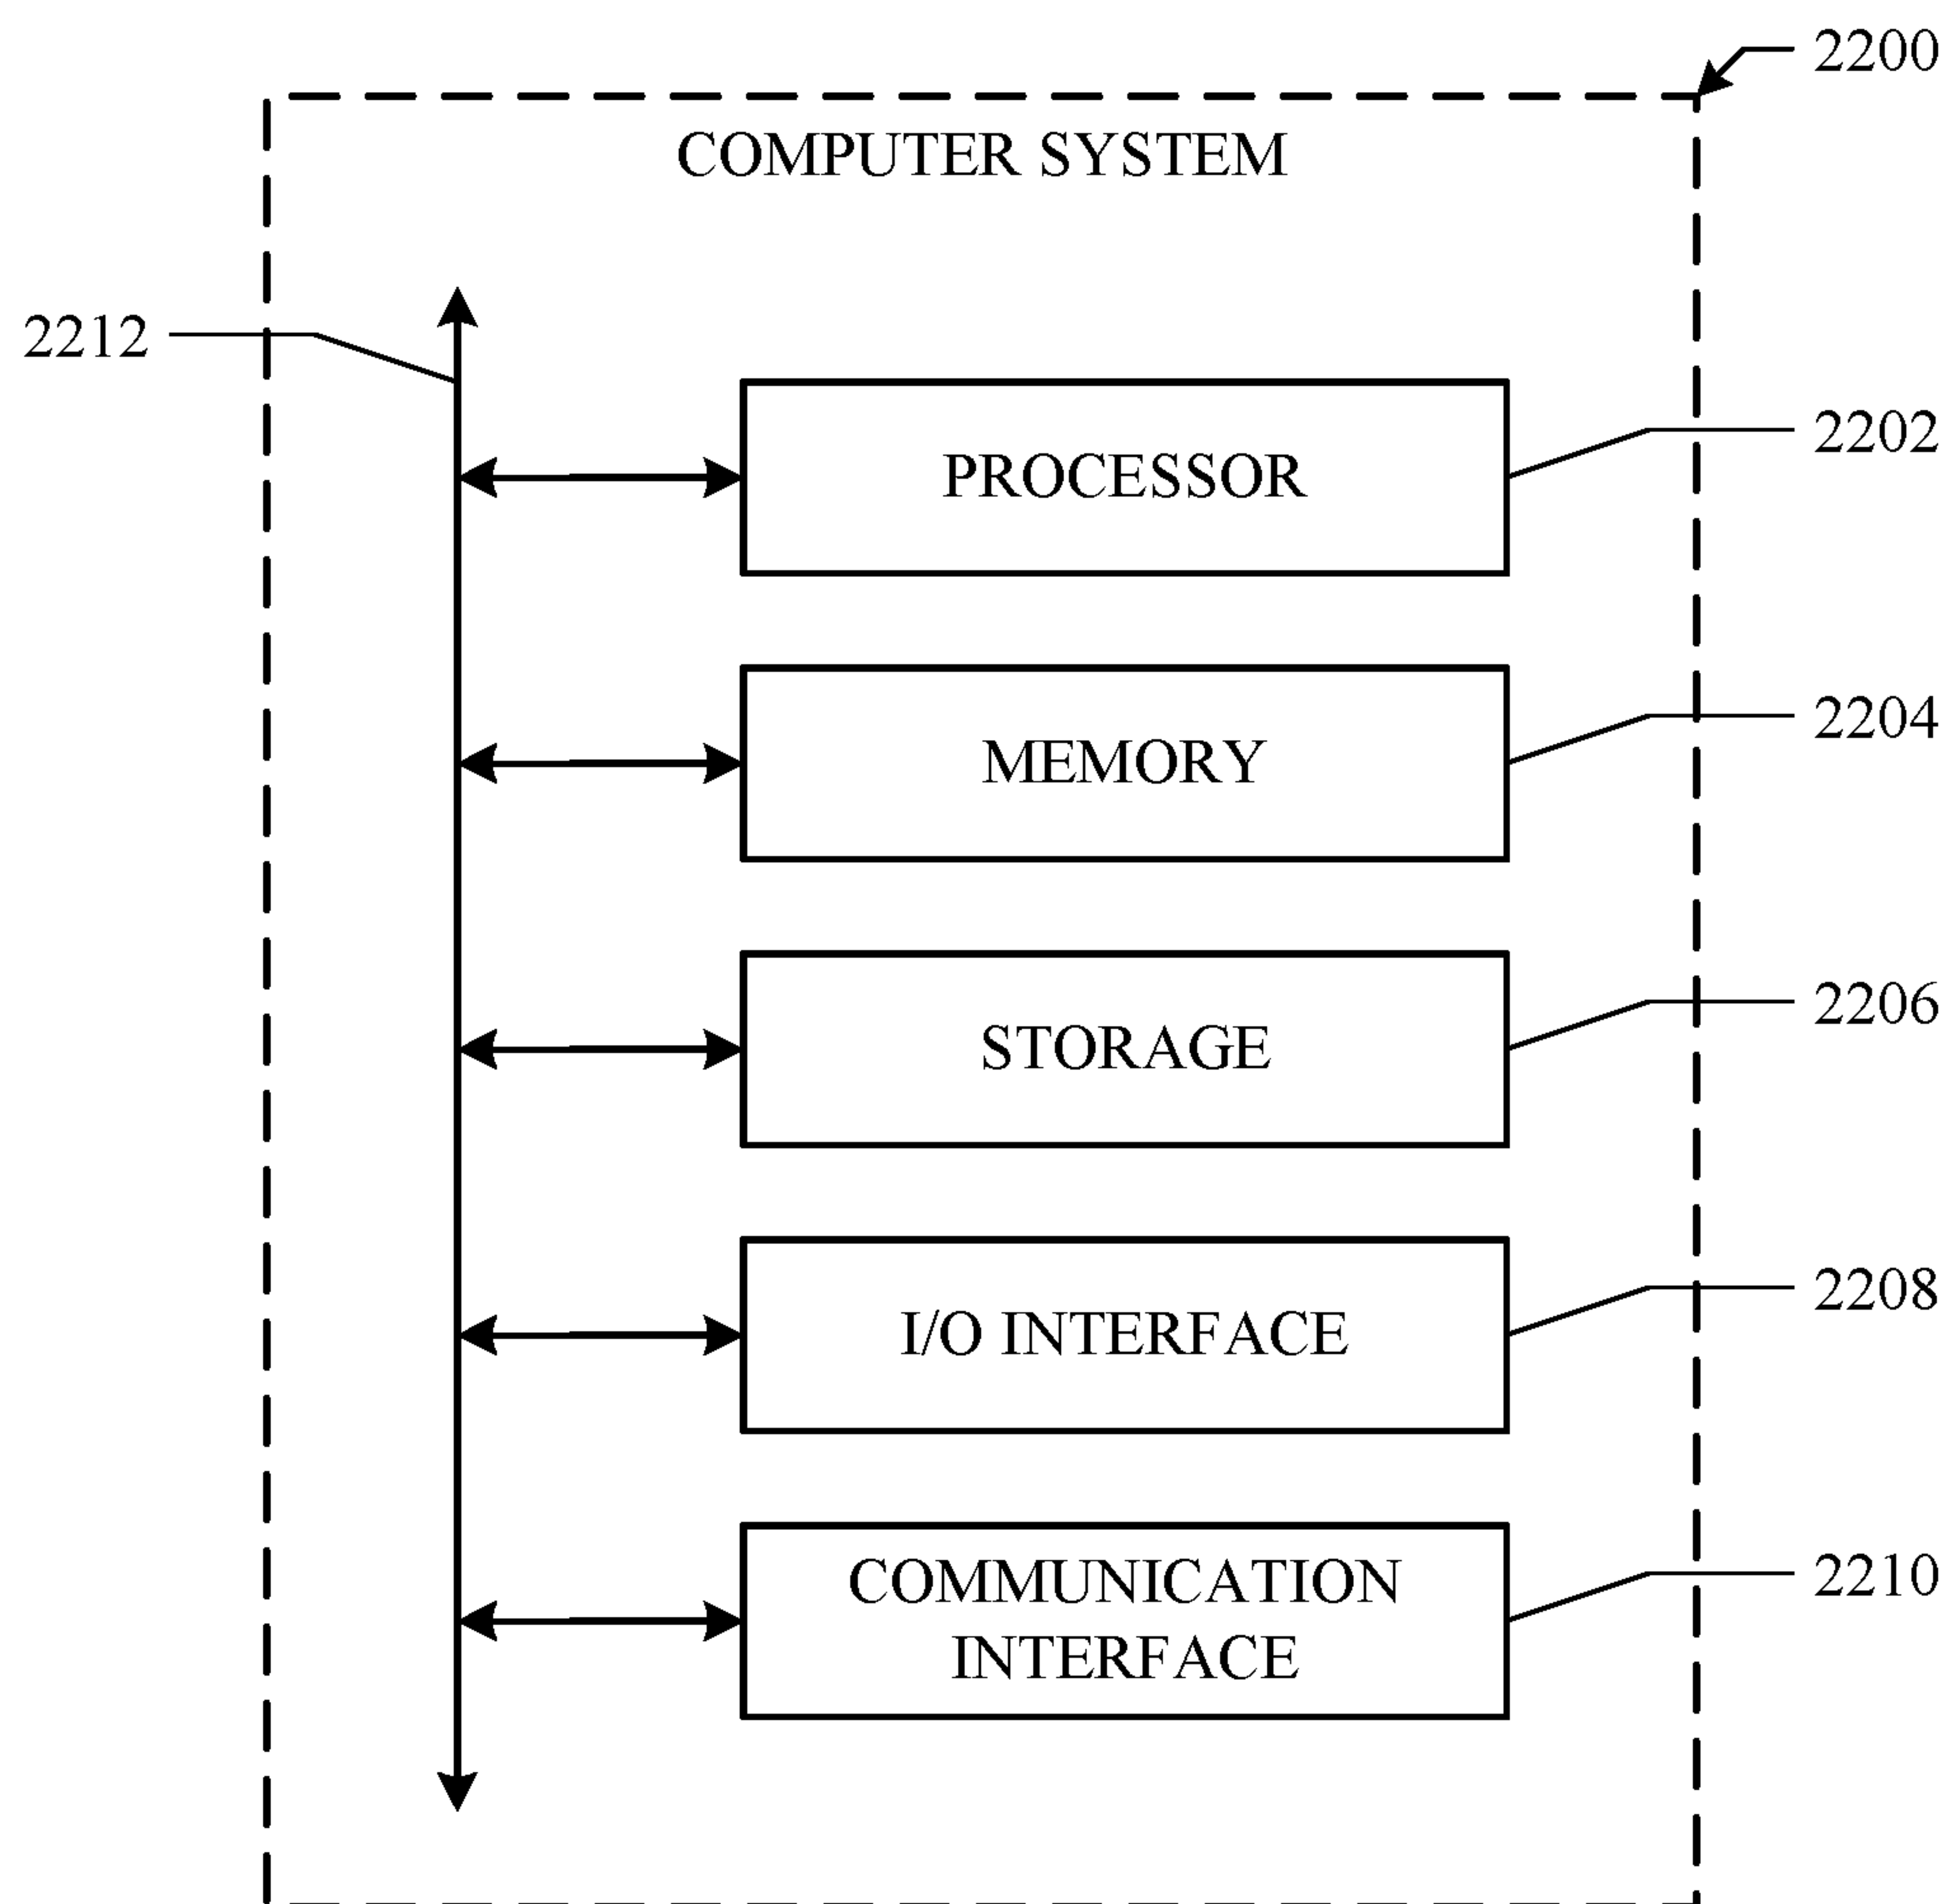 2200
COMPUTER SYSTEM
2212
PROCESSOR
2202
MEMORY
2204
STORAGE
2206
I/O INTERFACE
2208
COMMUNICATION
INTERFACE
2210